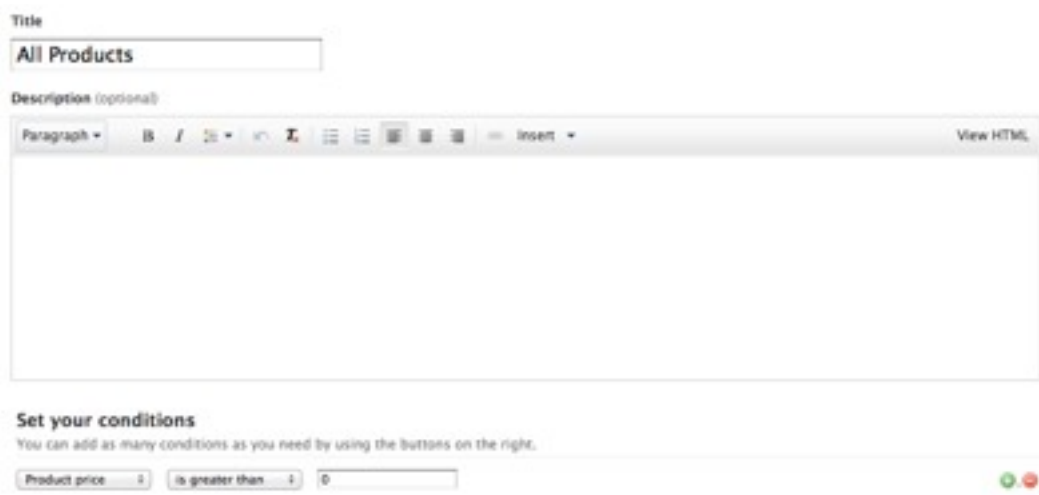 Title
All Products
Description (optional)
Paragraph B I Insert View HTML
Set your conditions
You can add as many conditions as you need by using the buttons on the right.
Product price is greater than 0